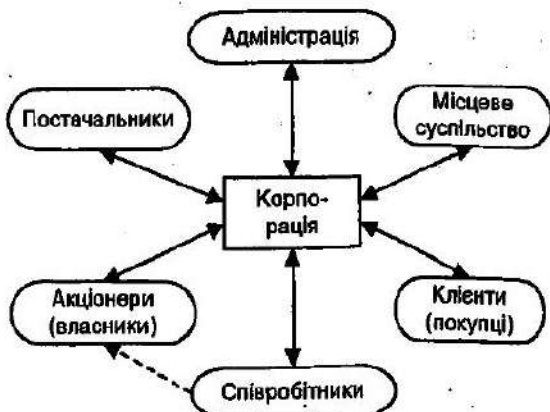 Адміністрація
Постачальники
Місцеве
суспільство
Корпо-
рація
Акціонери
(власники)
Клієнти
(покупці)
Співробітники